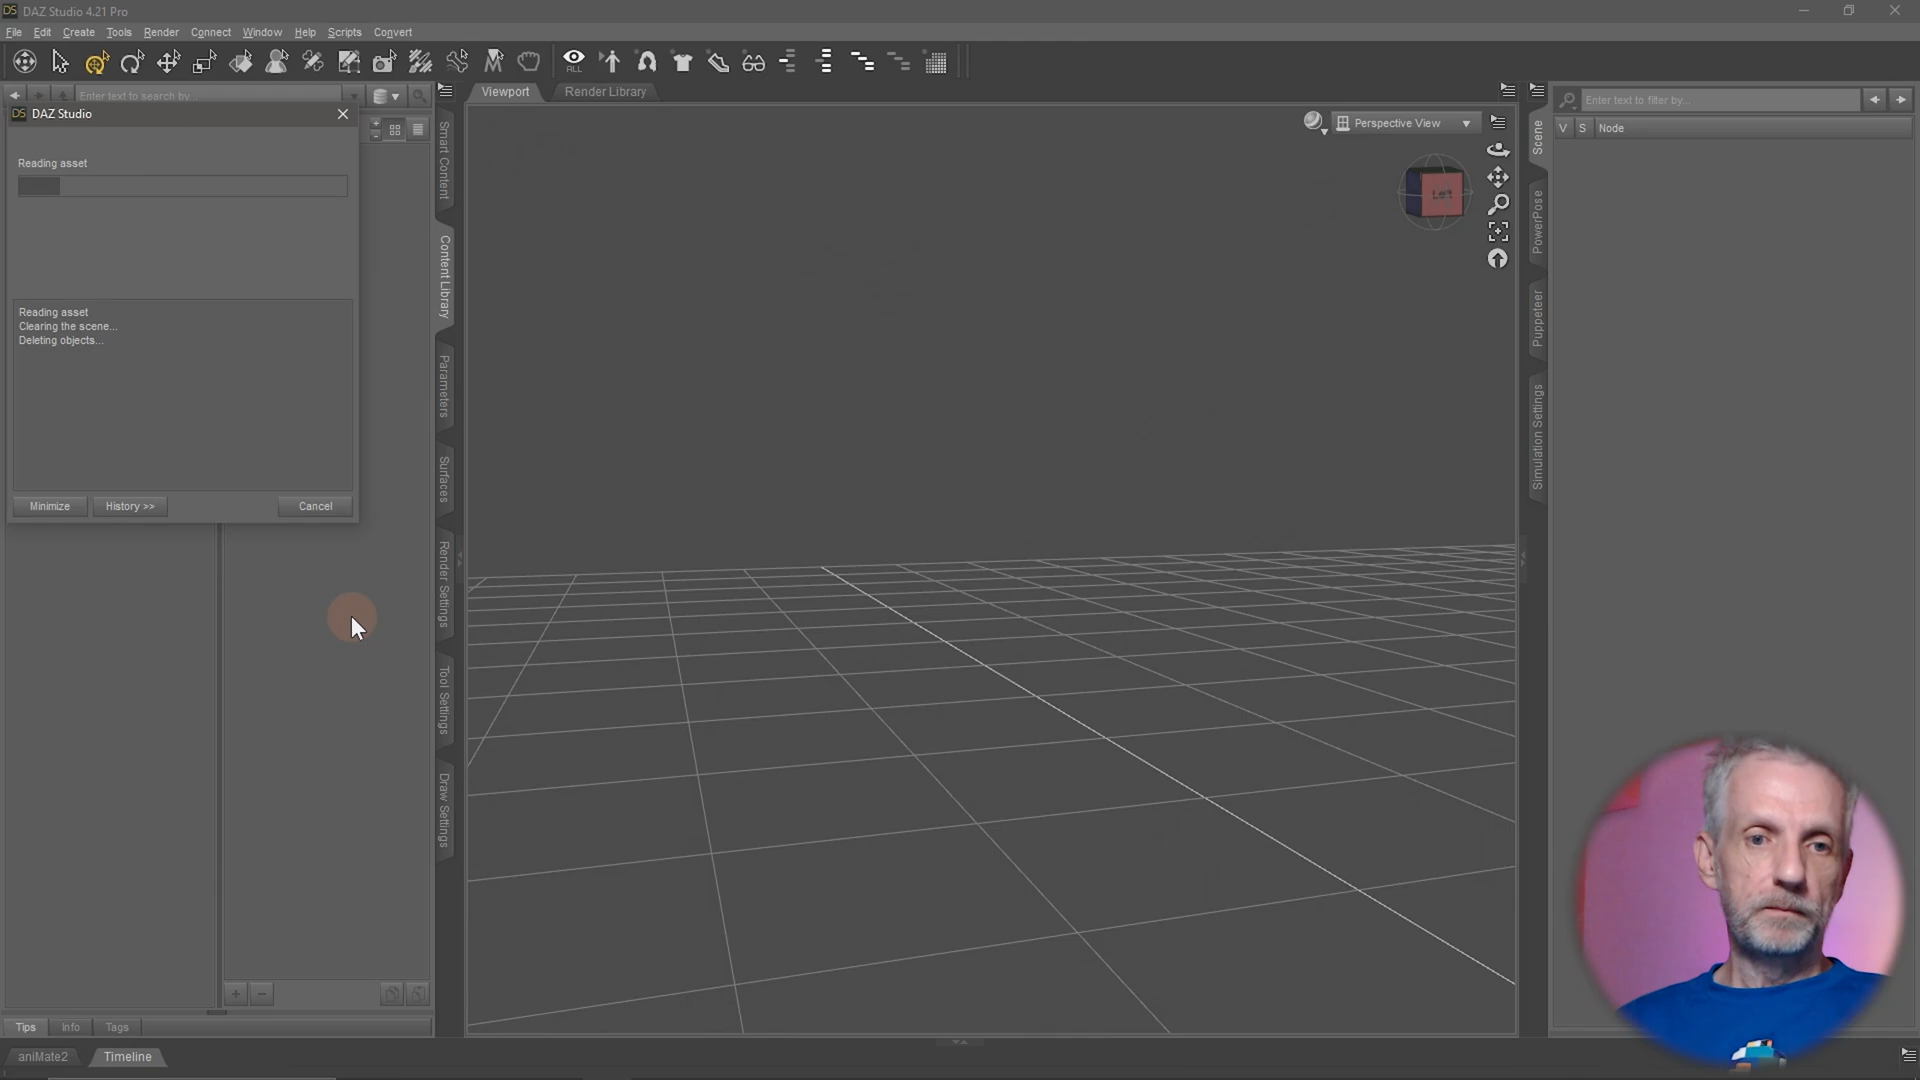 DS DAZ Studio 4.21 Pro
File Edit Create Tools Render Connect Window Help Scripts Convert
ALL
Enter text to search by...
Viewport Render Library
Enter text to filter by...
DS DAZ Studio
Perspective View
V S Node
Reading asset
Left
Reading asset
Clearing the scene...
Deleting objects...
Minimize History >> Cancel
Smart Content
Content Library
Parameters
Surfaces
Render Settings
Tool Settings
Draw Settings
Scene
PowerPose
Puppeteer
Simulation Settings
Tips Info Tags
aniMate2 Timeline